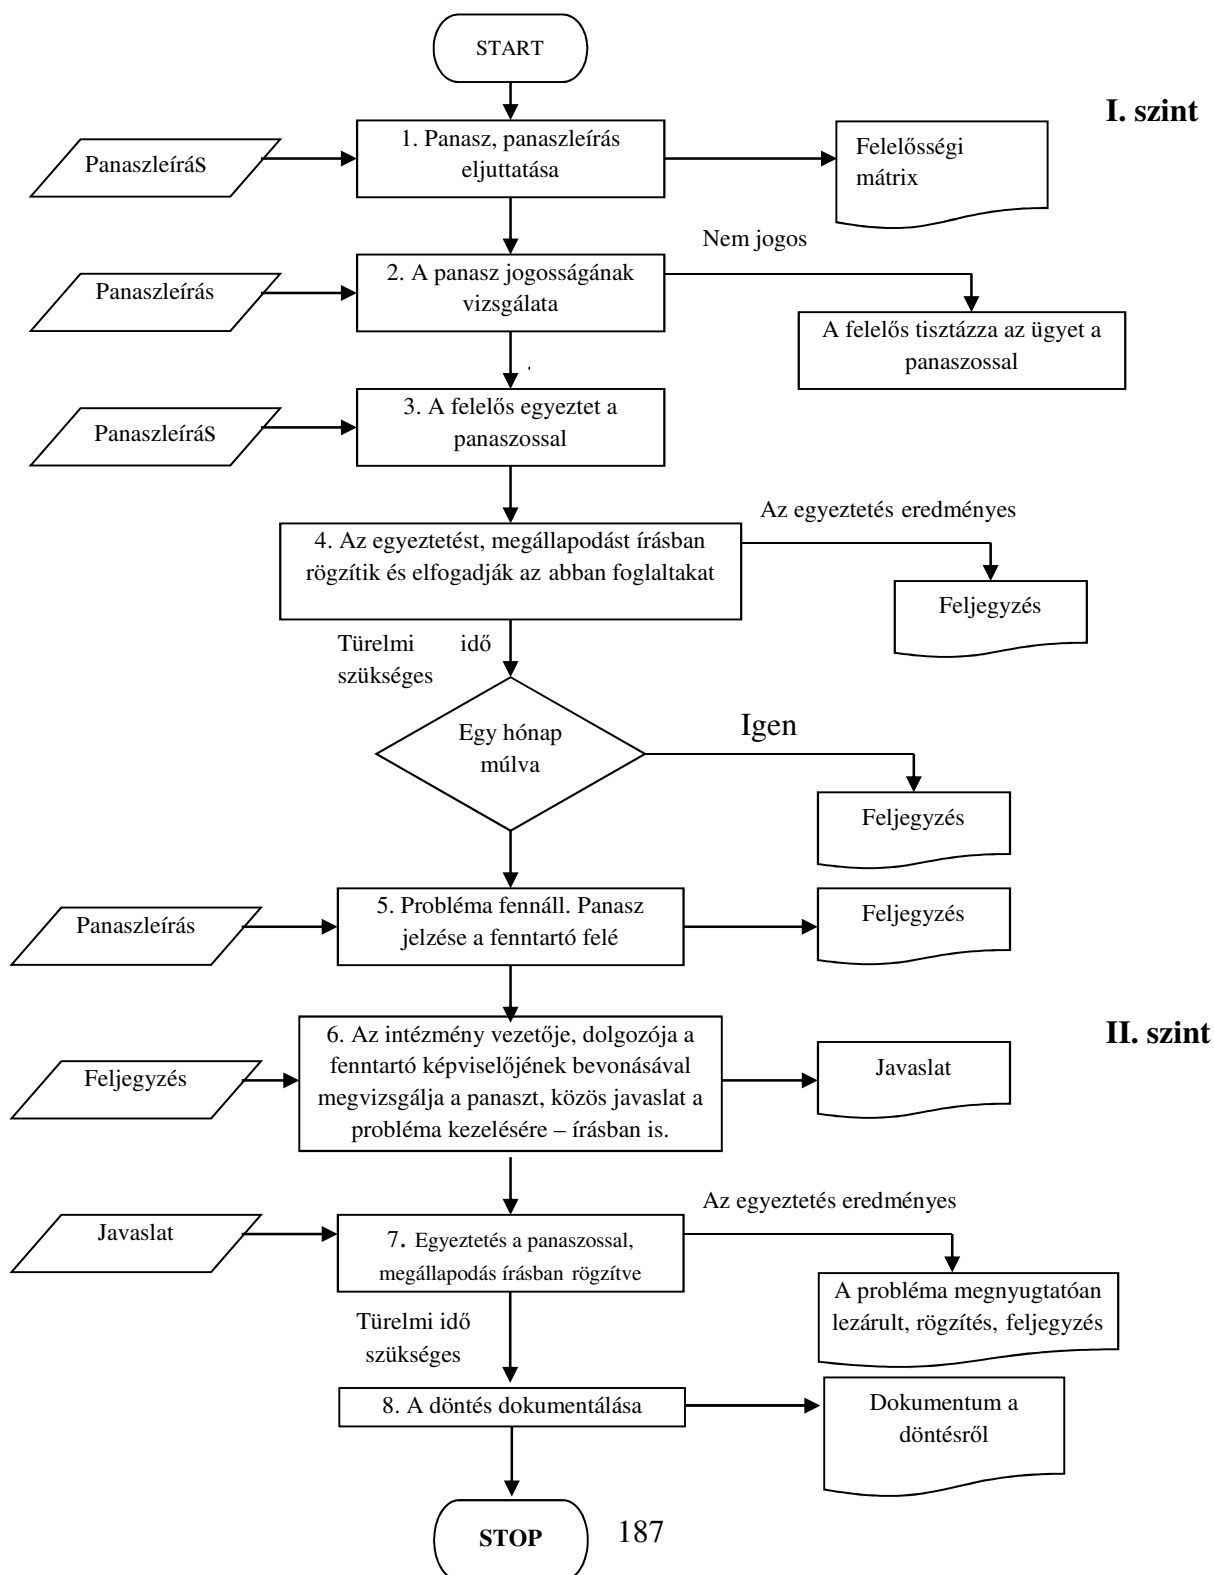 START
I. szint
1. Panasz, panaszleírás
eljuttatása
PanaszleíráS
Felelősségi
mátrix
Nem jogos
2. A panasz jogosságának
vizsgálata
Panaszleírás
A felelős tisztázza az ügyet a
panaszossal
3. A felelős egyeztet a
panaszossal
PanaszleíráS
Az egyeztetés eredményes
4. Az egyeztetést, megállapodást írásban
rögzítik és elfogadják az abban foglaltakat
Feljegyzés
Türelmi idő
szükséges
Egy hónap
múlva
Igen
Feljegyzés
5. Probléma fennáll. Panasz
jelzése a fenntartó felé
Panaszleírás
Feljegyzés
II. szint
6. Az intézmény vezetője, dolgozója a
fenntartó képviselőjének bevonásával
megvizsgálja a panaszt, közös javaslat a
probléma kezelésére – írásban is.
Feljegyzés
Javaslat
Az egyeztetés eredményes
Javaslat
7. Egyeztetés a panaszossal,
megállapodás írásban rögzítve
A probléma megnyugtatóan
lezárult, rögzítés, feljegyzés
Türelmi idő
szükséges
8. A döntés dokumentálása
Dokumentum a
döntésről
STOP
187